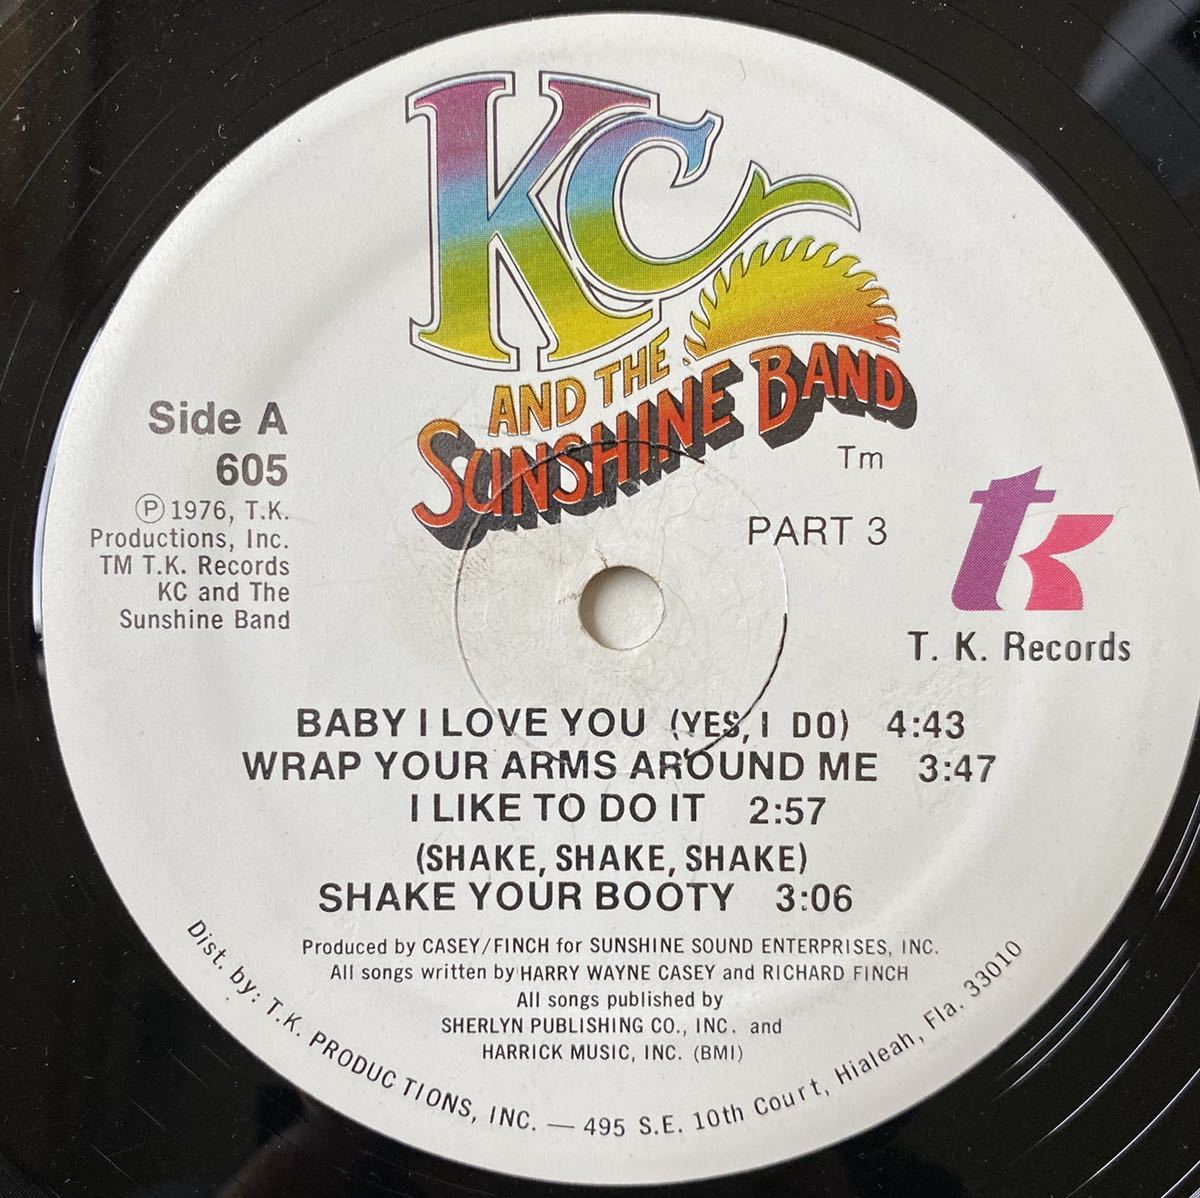 KC
AND THE
SUNSHINE BAND
Tm
Side A
605
Ⓟ1976, T.K.
Productions, Inc.
TM T.K. Records
KC and The
Sunshine Band
PART 3
tk
T. K. Records
BABY I LOVE YOU (YES, I DO) 4:43
WRAP YOUR ARMS AROUND ME 3:47
I LIKE TO DO IT 2:57
(SHAKE, SHAKE, SHAKE)
SHAKE YOUR BOOTY 3:06
Produced by CASEY/FINCH for SUNSHINE SOUND ENTERPRISES, INC.
All songs written by HARRY WAYNE CASEY and RICHARD FINCH
All songs published by
SHERLYN PUBLISHING CO., INC. and
HARRICK MUSIC, INC. (BMI)
Dist. by: T.K. PRODUCTIONS, INC. — 495 S.E. 10th Court, Hialeah, Fla. 33010